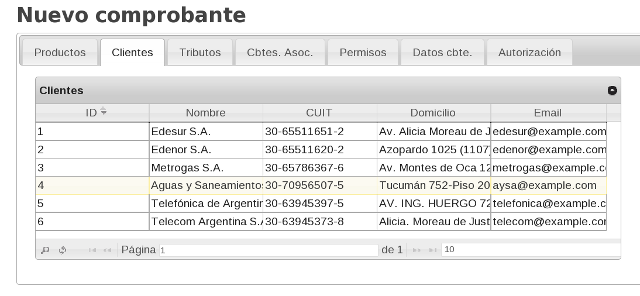 Nuevo comprobante
Productos Clientes Tributos Cbtes. Asoc. Permisos Datos cbte. Autorización
Clientes
ID Nombre CUIT Domicilio Email
1 Edesur S.A. 30-65511651-2 Av. Alicia Moreau de J edesur@example.com
2 Edenor S.A. 30-65511620-2 Azopardo 1025 (1107) edenor@example.com
3 Metrogas S.A. 30-65786367-6 Av. Montes de Oca 12 metrogas@example.c
4 Aguas y Saneamientos 30-70956507-5 Tucumán 752-Piso 20 aysa@example.com
5 Telefónica de Argentin 30-63945397-5 AV. ING. HUERGO 72 telefonica@example.c
6 Telecom Argentina S./ 30-63945373-8 Alicia. Moreau de Just telecom@example.com
Página 1 de 1 10